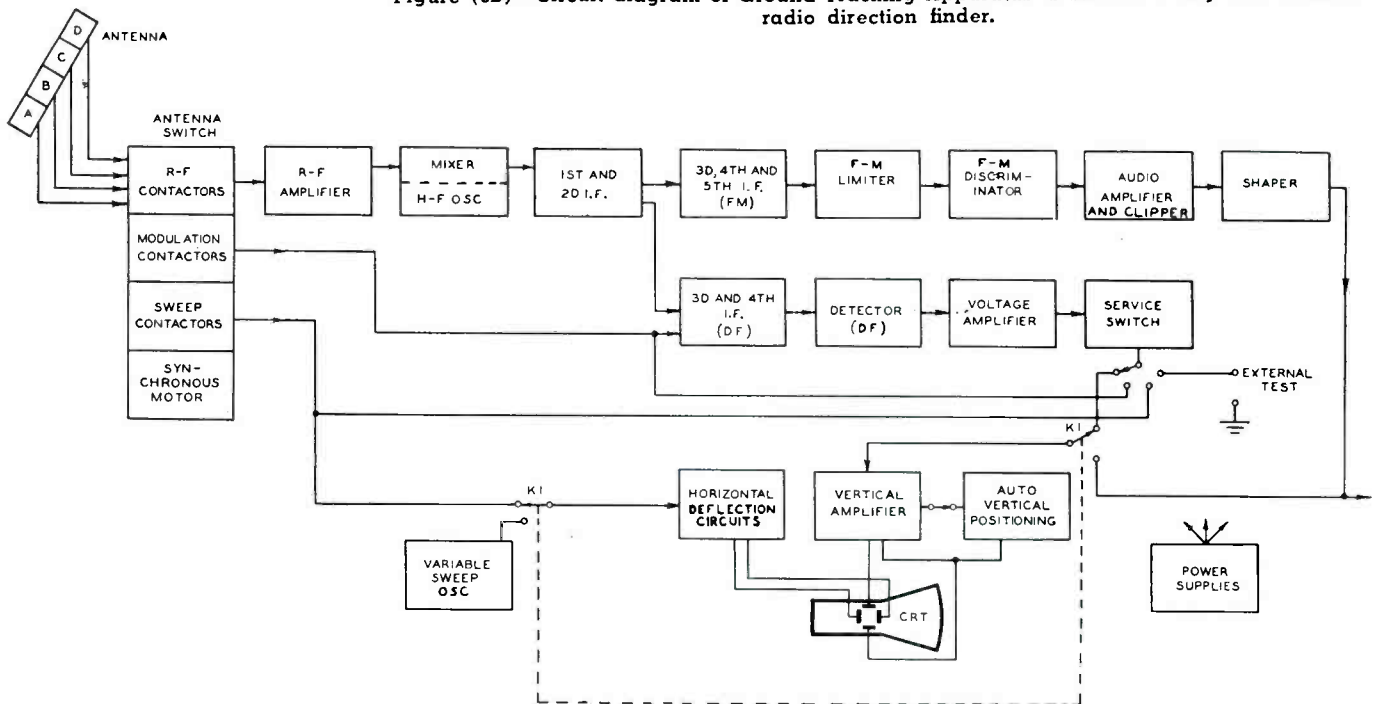 radio direction finder.
D
C
B
A
ANTENNA
ANTENNA
SWITCH
R-F
CONTACTORS
MODULATION
CONTACTORS
SWEEP
CONTACTORS
SYN-
CHRONOUS
MOTOR
R-F
AMPLIFIER
MIXER
H-F OSC
1ST AND
2D I.F.
3D, 4TH AND
5TH I.F.
(FM)
F-M
LIMITER
F-M
DISCRIM-
INATOR
AUDIO
AMPLIFIER
AND CLIPPER
SHAPER
3D AND 4TH
I.F.
(DF)
DETECTOR
(DF)
VOLTAGE
AMPLIFIER
SERVICE
SWITCH
EXTERNAL
TEST
K1
K1
HORIZONTAL
DEFLECTION
CIRCUITS
VERTICAL
AMPLIFIER
AUTO
VERTICAL
POSITIONING
VARIABLE
SWEEP
OSC
CRT
POWER
SUPPLIES